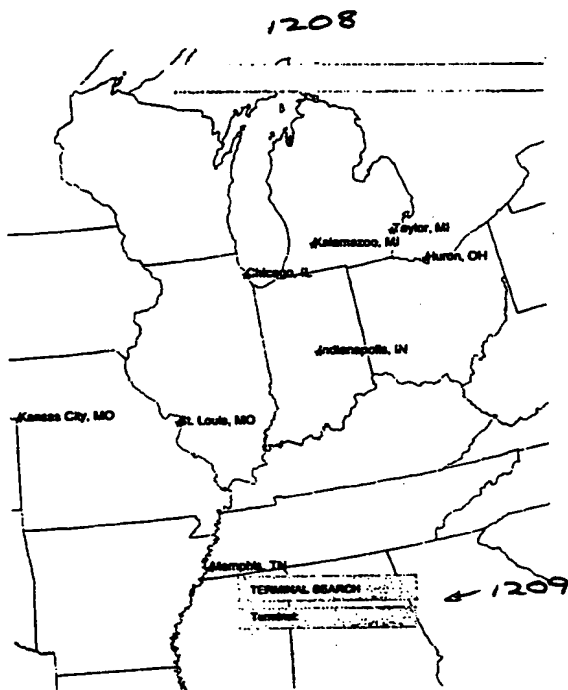 1208
Taylor, MI
Kalamazoo, MI
Huron, OH
Chicago, IL
Indianapolis, IN
Kansas City, MO
St. Louis, MO
Memphis, TN
TERMINAL SEARCH
1209
Terminal: